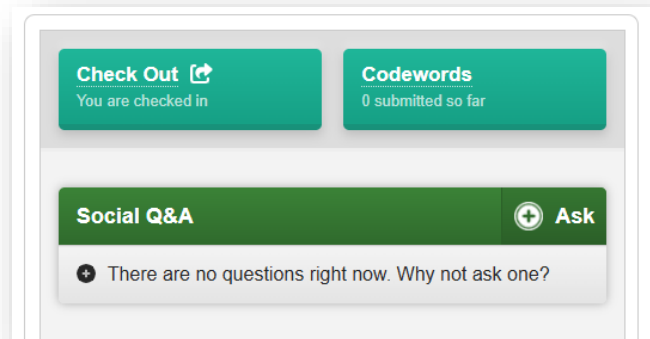 Check Out
You are checked in
Codewords
0 submitted so far
Social Q&A
Ask
There are no questions right now. Why not ask one?